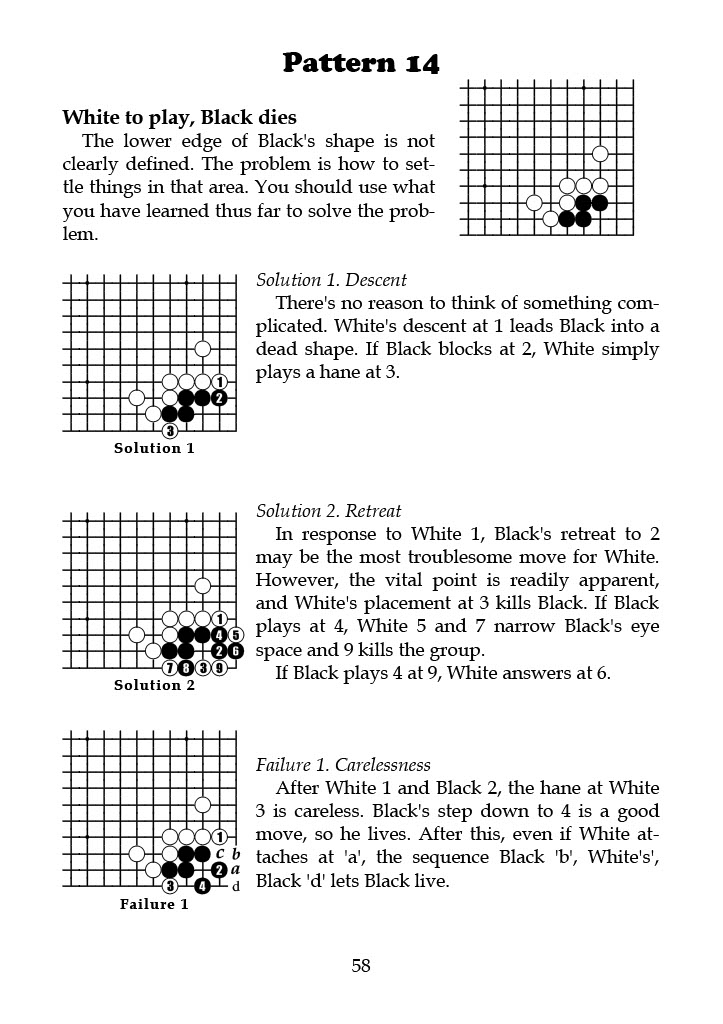 Pattern 14
White to play, Black dies
The lower edge of Black's shape is not
clearly defined. The problem is how to set-
tle things in that area. You should use what
you have learned thus far to solve the prob-
lem.
Solution 1. Descent
There's no reason to think of something com-
plicated. White's descent at 1 leads Black into a
dead shape. If Black blocks at 2, White simply
plays a hane at 3.
1
2
3
Solution 1
Solution 2. Retreat
In response to White 1, Black's retreat to 2
may be the most troublesome move for White.
However, the vital point is readily apparent,
and White's placement at 3 kills Black. If Black
plays at 4, White 5 and 7 narrow Black's eye
space and 9 kills the group.
If Black plays 4 at 9, White answers at 6.
1
4 5
2 6
7 8 3 9
Solution 2
Failure 1. Carelessness
After White 1 and Black 2, the hane at White
3 is careless. Black's step down to 4 is a good
move, so he lives. After this, even if White at-
taches at 'a', the sequence Black 'b', White's',
Black 'd' lets Black live.
1
c b
2 a
3 4 d
Failure 1
58